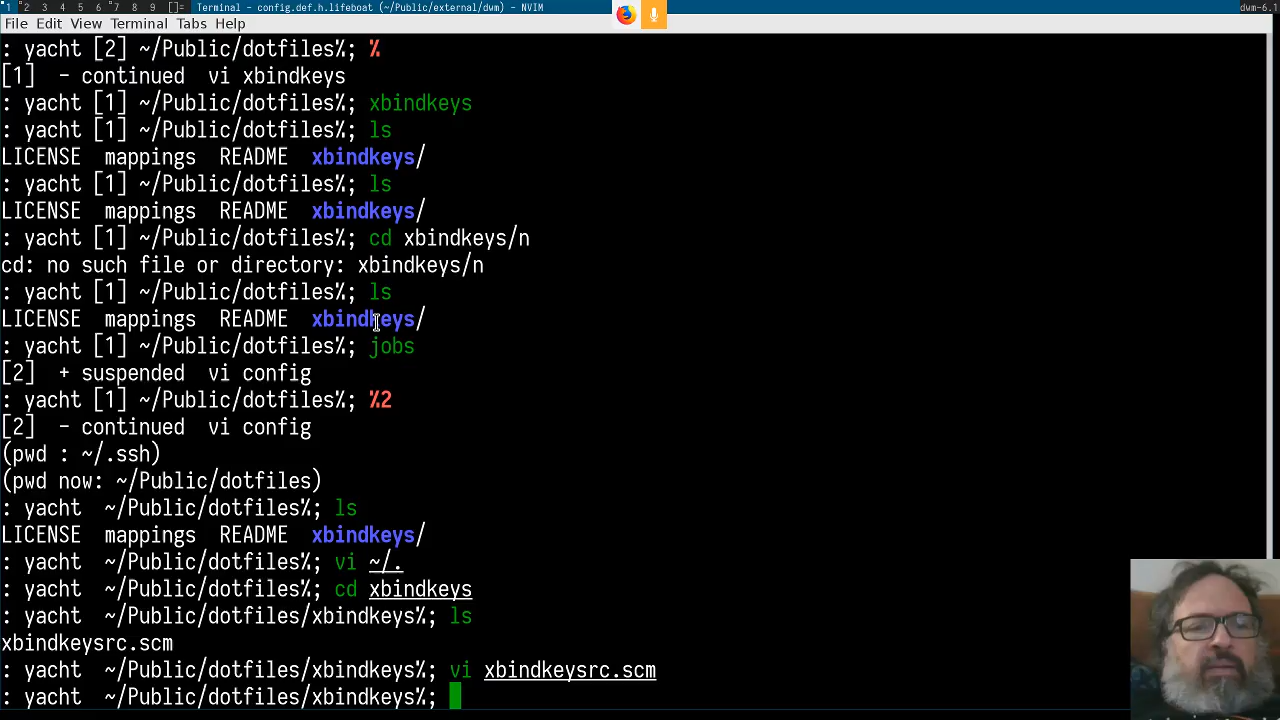 1 2 3 4 5 6 7 8 9 []= Terminal - config.def.h.lifeboat (~/Public/external/dwm) - NVIM dwm-6.1
File Edit View Terminal Tabs Help
: yacht [2] ~/Public/dotfiles%; %
[1]  - continued  vi xbindkeys
: yacht [1] ~/Public/dotfiles%; xbindkeys
: yacht [1] ~/Public/dotfiles%; ls
LICENSE  mappings  README  xbindkeys/
: yacht [1] ~/Public/dotfiles%; ls
LICENSE  mappings  README  xbindkeys/
: yacht [1] ~/Public/dotfiles%; cd xbindkeys/n
cd: no such file or directory: xbindkeys/n
: yacht [1] ~/Public/dotfiles%; ls
LICENSE  mappings  README  xbindkeys/
: yacht [1] ~/Public/dotfiles%; jobs
[2]  + suspended  vi config
: yacht [1] ~/Public/dotfiles%; %2
[2]  - continued  vi config
(pwd : ~/.ssh)
(pwd now: ~/Public/dotfiles)
: yacht  ~/Public/dotfiles%; ls
LICENSE  mappings  README  xbindkeys/
: yacht  ~/Public/dotfiles%; vi ~/.
: yacht  ~/Public/dotfiles%; cd xbindkeys
: yacht  ~/Public/dotfiles/xbindkeys%; ls
xbindkeysrc.scm
: yacht  ~/Public/dotfiles/xbindkeys%; vi xbindkeysrc.scm
: yacht  ~/Public/dotfiles/xbindkeys%;